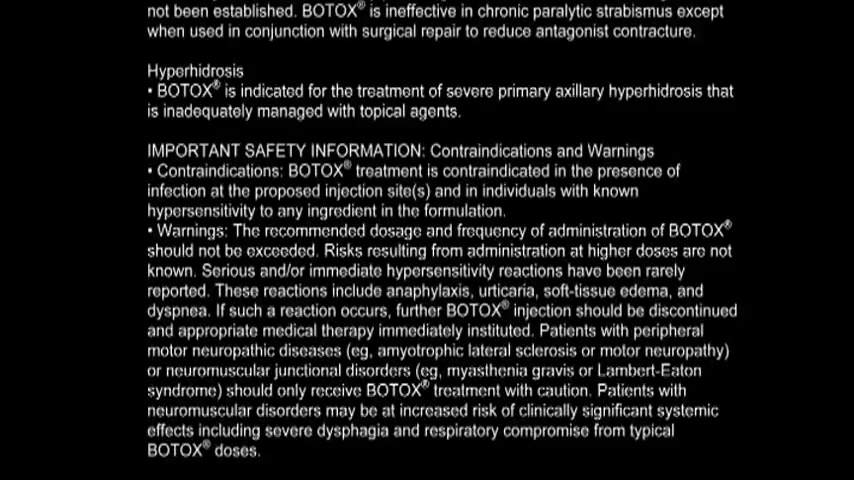 not been established. BOTOX® is ineffective in chronic paralytic strabismus except
when used in conjunction with surgical repair to reduce antagonist contracture.
Hyperhidrosis
• BOTOX® is indicated for the treatment of severe primary axillary hyperhidrosis that
is inadequately managed with topical agents.
IMPORTANT SAFETY INFORMATION: Contraindications and Warnings
• Contraindications: BOTOX® treatment is contraindicated in the presence of
infection at the proposed injection site(s) and in individuals with known
hypersensitivity to any ingredient in the formulation.
• Warnings: The recommended dosage and frequency of administration of BOTOX®
should not be exceeded. Risks resulting from administration at higher doses are not
known. Serious and/or immediate hypersensitivity reactions have been rarely
reported. These reactions include anaphylaxis, urticaria, soft-tissue edema, and
dyspnea. If such a reaction occurs, further BOTOX® injection should be discontinued
and appropriate medical therapy immediately instituted. Patients with peripheral
motor neuropathic diseases (eg, amyotrophic lateral sclerosis or motor neuropathy)
or neuromuscular junctional disorders (eg, myasthenia gravis or Lambert-Eaton
syndrome) should only receive BOTOX® treatment with caution. Patients with
neuromuscular disorders may be at increased risk of clinically significant systemic
effects including severe dysphagia and respiratory compromise from typical
BOTOX® doses.